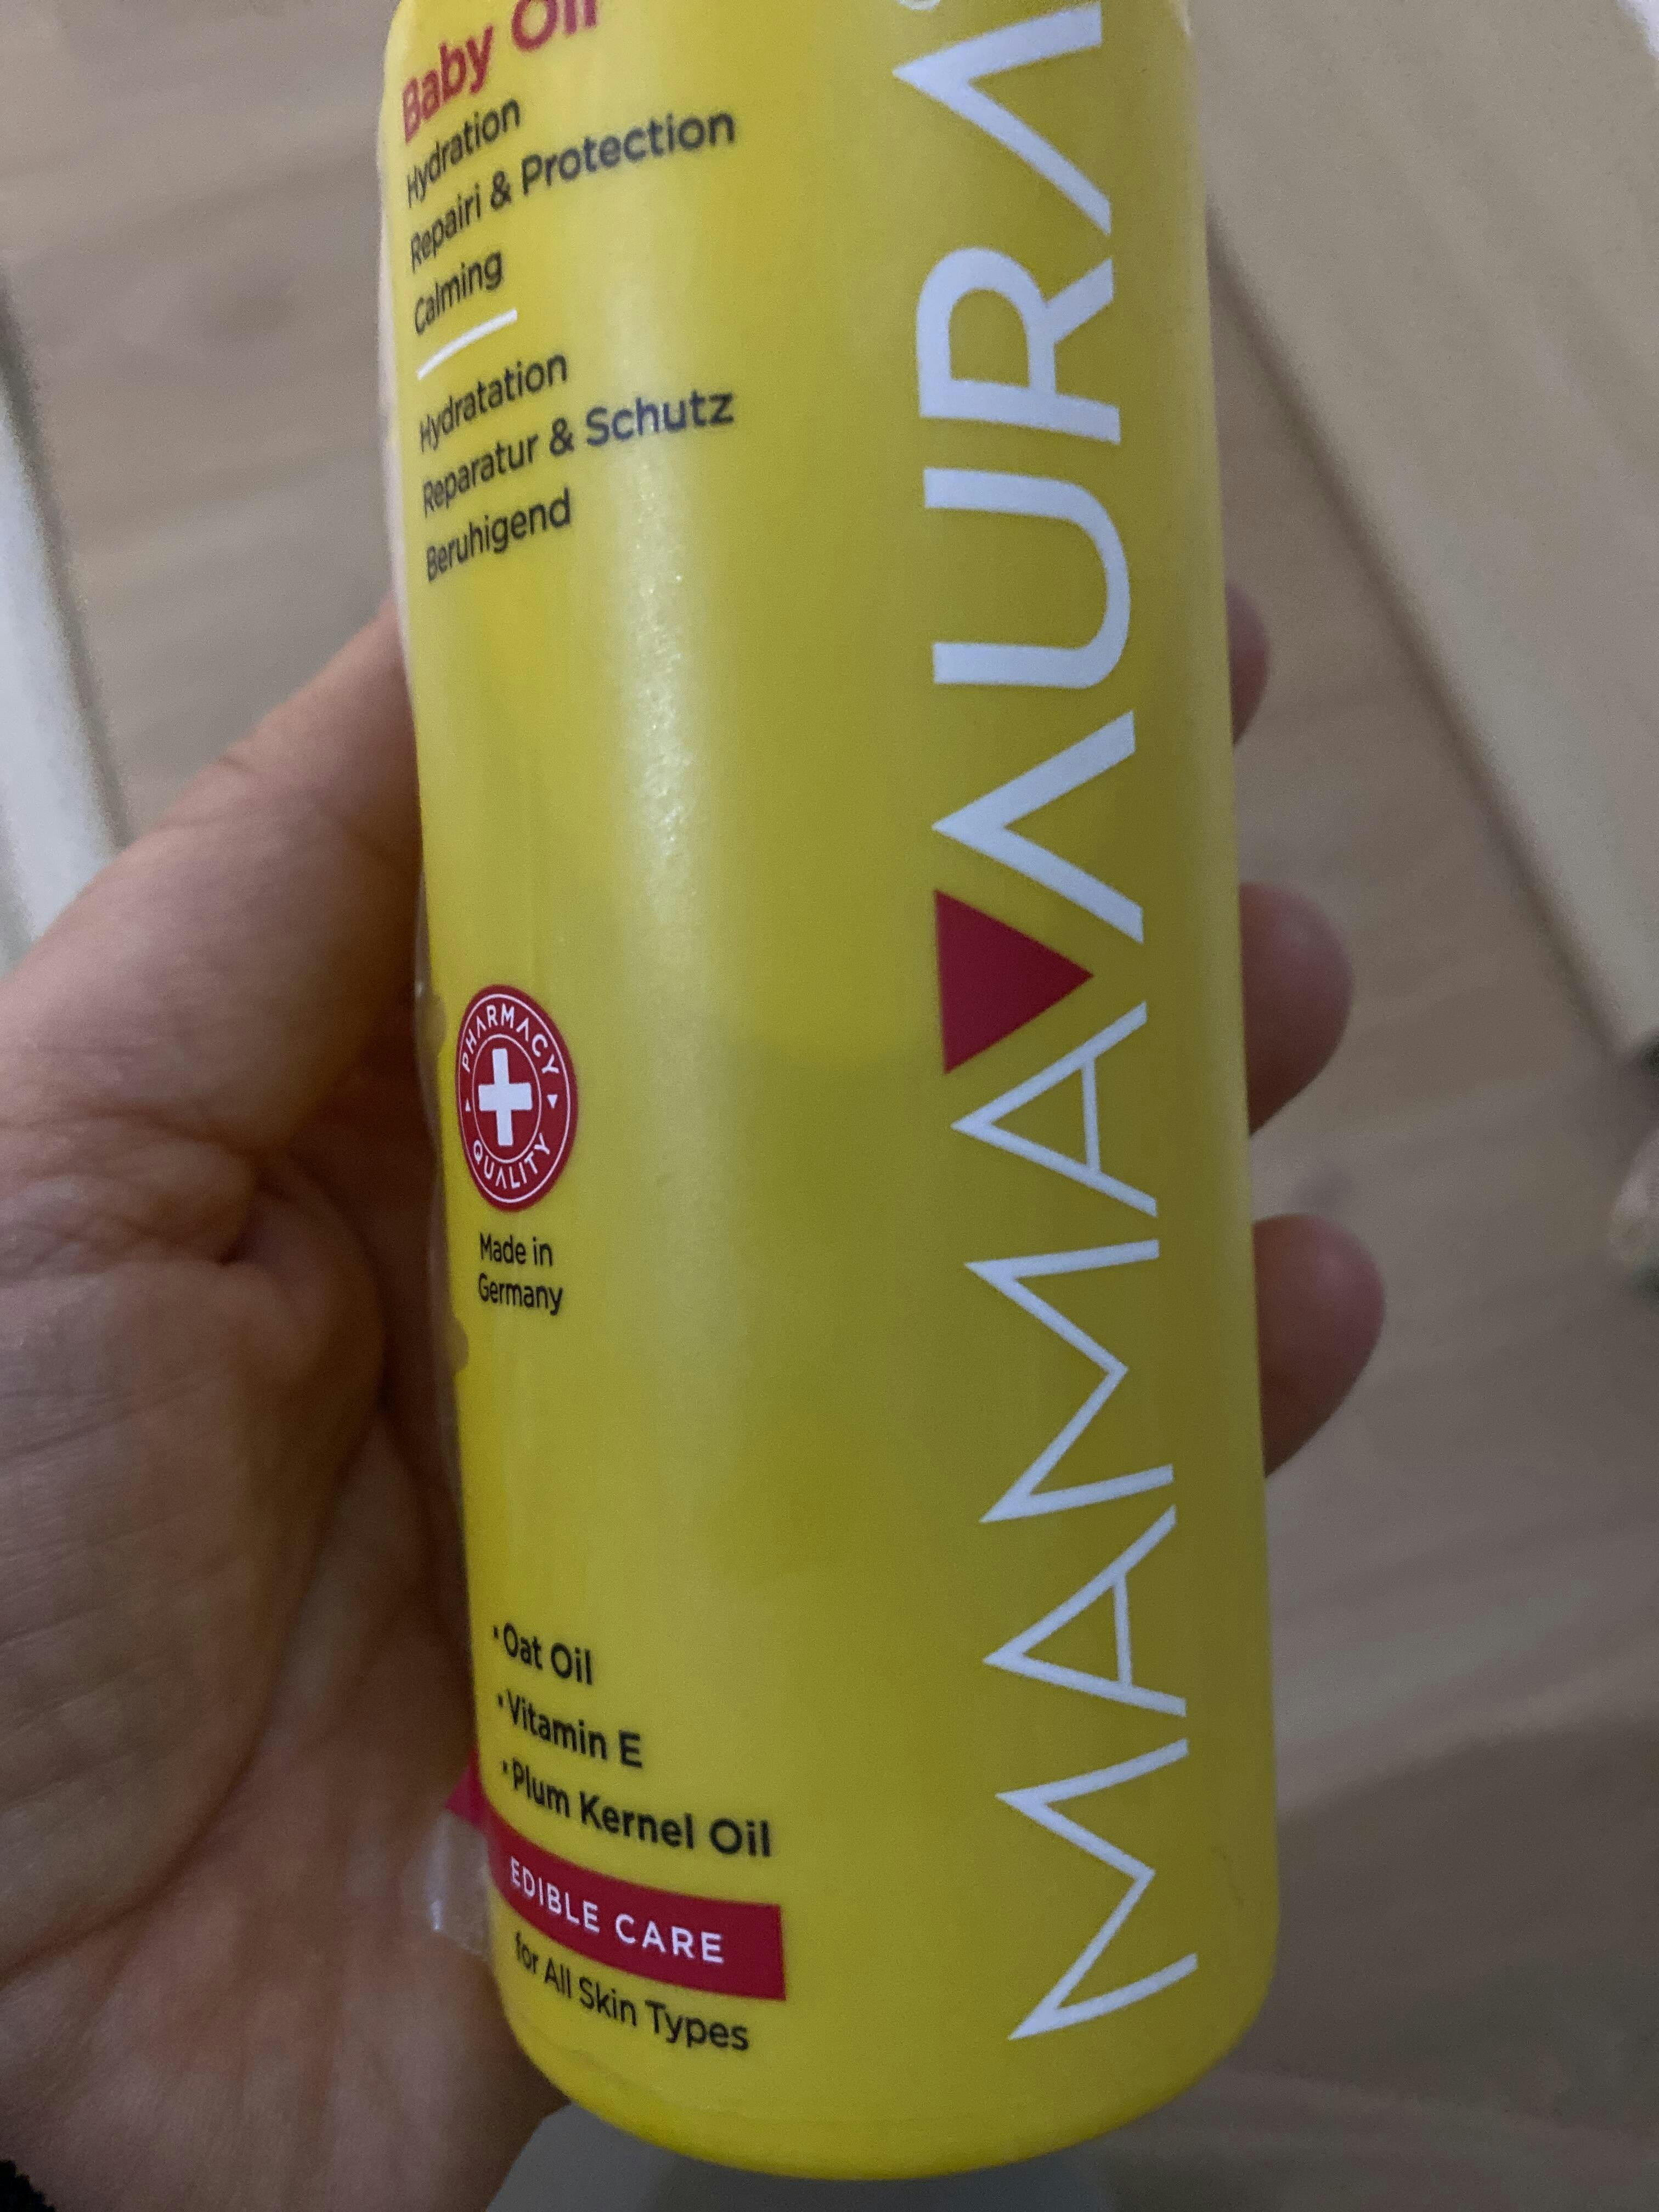 Baby Oil
Hydration
Repairi & Protection
Calming
Hydratation
Reparatur & Schutz
Beruhigend
MAMAAURA
PHARMACY
QUALITY
Made in
Germany
• Oat Oil
• Vitamin E
• Plum Kernel Oil
EDIBLE CARE
for All Skin Types